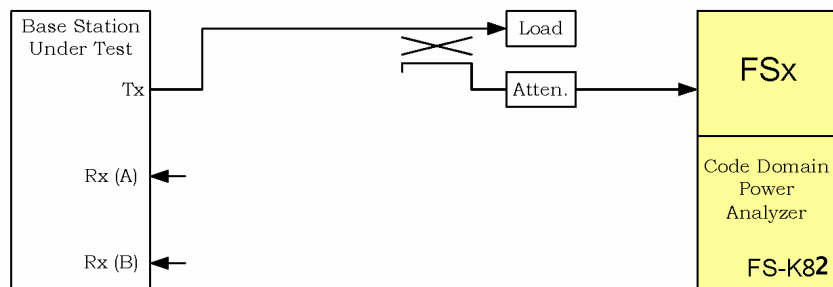 Base Station
Under Test
Tx
Rx (A)
Rx (B)
Load
Atten.
FSx
Code Domain
Power
Analyzer
FS-K82